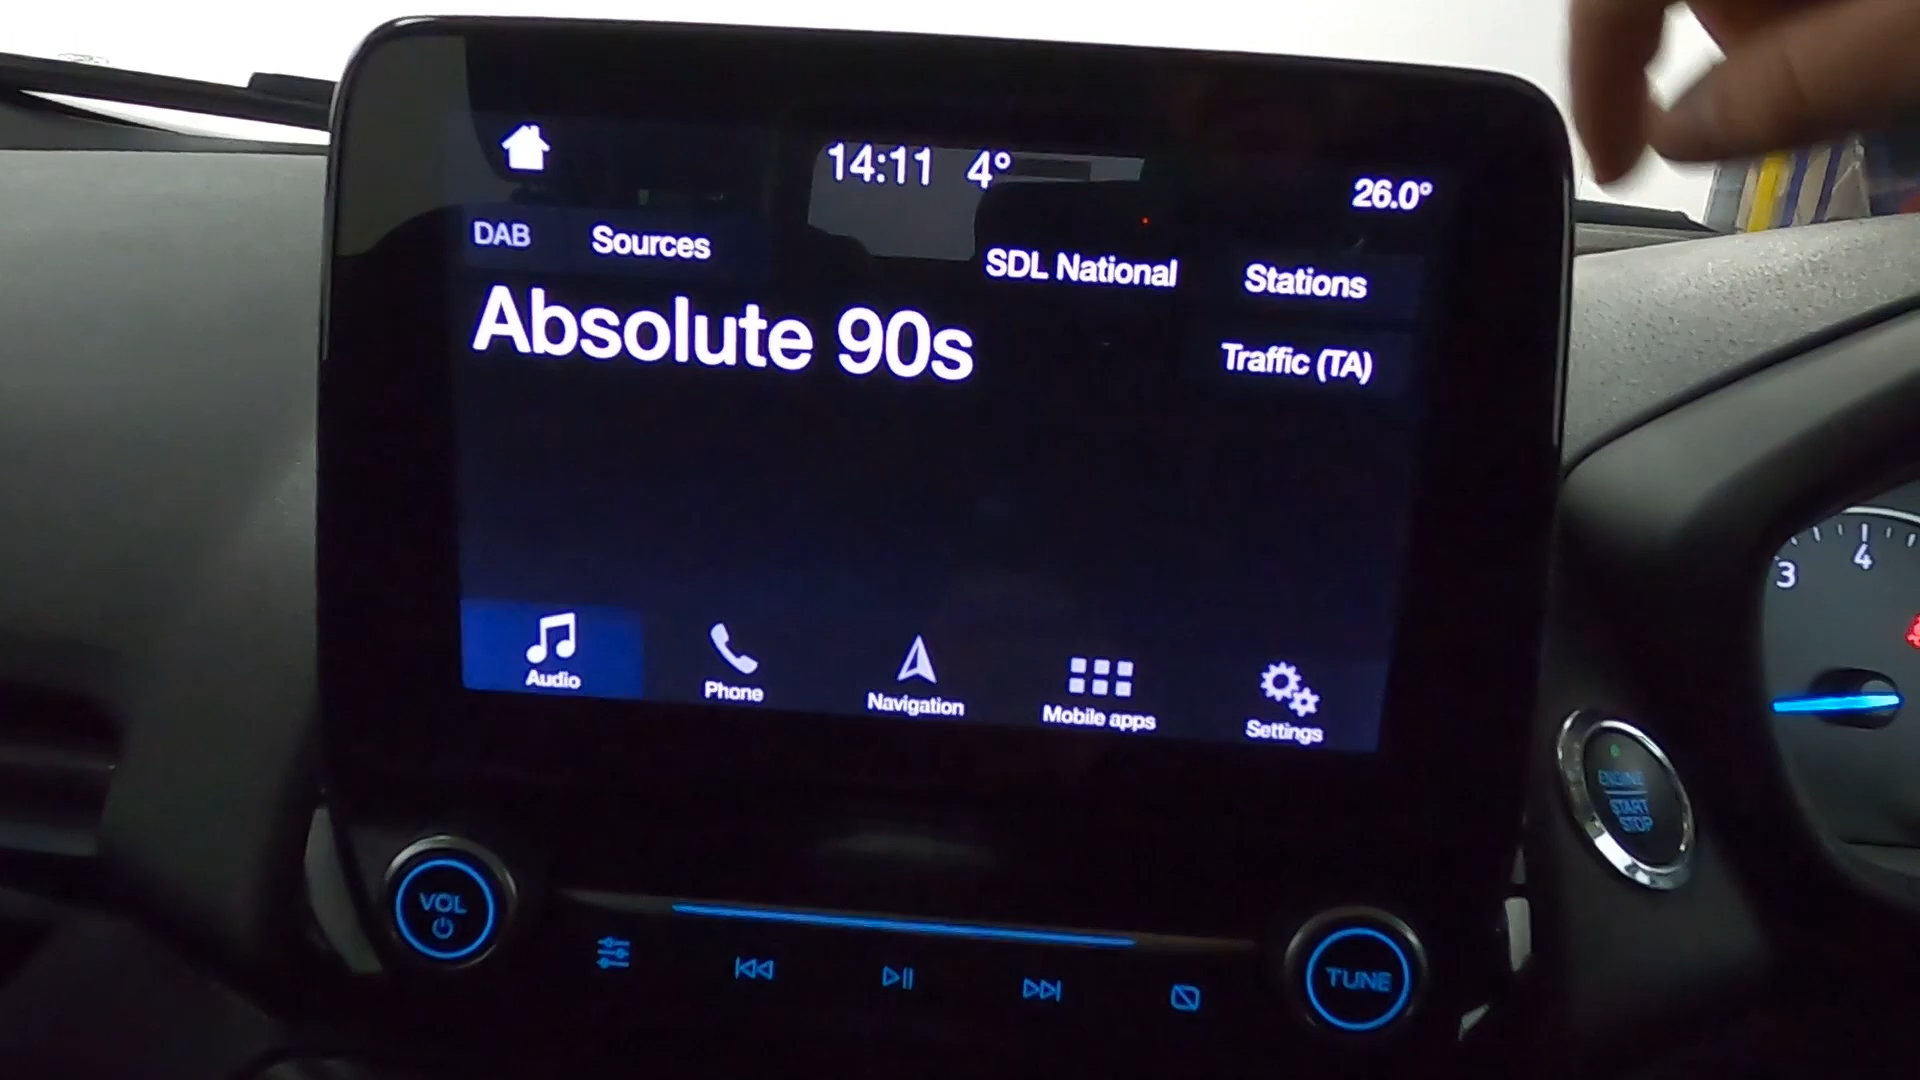 14:11 4°
26.0°
DAB
Sources
SDL National
Stations
Absolute 90s
Traffic (TA)
Audio
Phone
Navigation
Mobile apps
Settings
3
4
ENGINE
START
STOP
VOL
TUNE